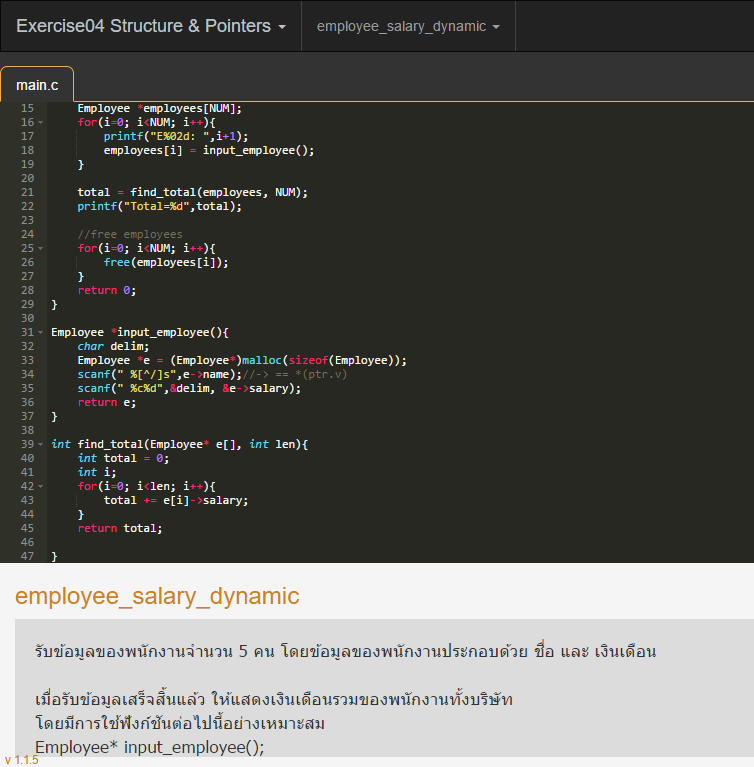 Exercise04 Structure & Pointers
employee_salary_dynamic
main.c
15 Employee *employees[NUM];
16 for(i=0; i<NUM; i++){
17 printf("E%02d: ",i+1);
18 employees[i] = input_employee();
19 }
20
21 total = find_total(employees, NUM);
22 printf("Total=%d",total);
23
24 //free employees
25 for(i=0; i<NUM; i++){
26 free(employees[i]);
27 }
28 return 0;
29 }
30
31 Employee *input_employee(){
32 char delim;
33 Employee *e = (Employee*)malloc(sizeof(Employee));
34 scanf(" %[^/]s",e->name);//-> == *(ptr.v)
35 scanf(" %c%d",&delim, &e->salary);
36 return e;
37 }
38
39 int find_total(Employee* e[], int len){
40 int total = 0;
41 int i;
42 for(i=0; i<len; i++){
43 total += e[i]->salary;
44 }
45 return total;
46
47 }
employee_salary_dynamic
รับข้อมูลของพนักงานจำนวน 5 คน โดยข้อมูลของพนักงานประกอบด้วย ชื่อ และ เงินเดือน
เมื่อรับข้อมูลเสร็จสิ้นแล้ว ให้แสดงเงินเดือนรวมของพนักงานทั้งบริษัท
โดยมีการใช้ฟังก์ชันต่อไปนี้อย่างเหมาะสม
Employee* input_employee();
v 1.1.5